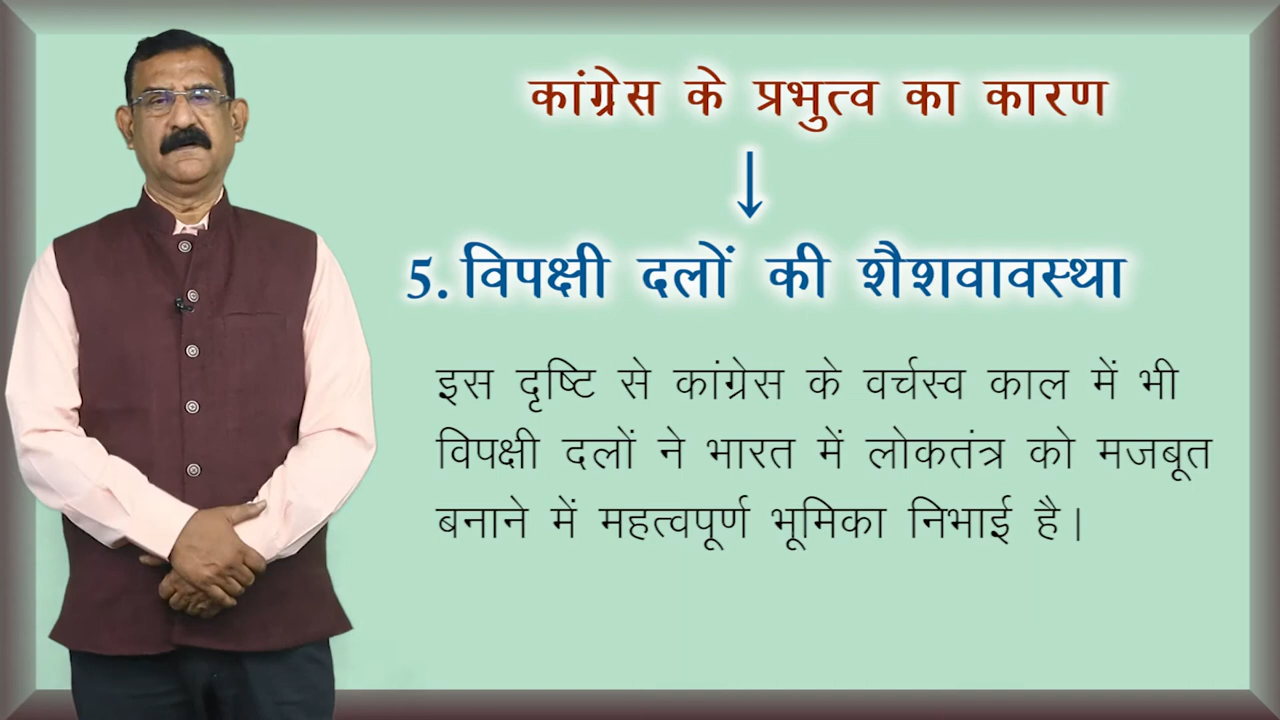 कांग्रेस के प्रभुत्व का कारण
↓
5. विपक्षी दलों की शैशवावस्था
इस दृष्टि से कांग्रेस के वर्चस्व काल में भी
विपक्षी दलों ने भारत में लोकतंत्र को मजबूत
बनाने में महत्वपूर्ण भूमिका निभाई है।